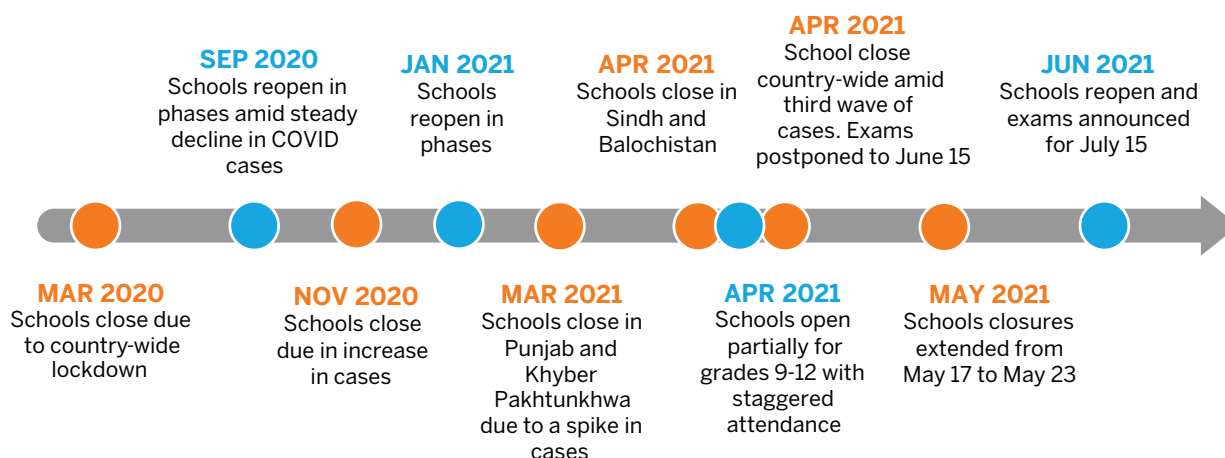 SEP 2020
Schools reopen in
phases amid steady
decline in COVID
cases
JAN 2021
Schools
reopen in
phases
APR 2021
Schools close in
Sindh and
Balochistan
APR 2021
School close
country-wide amid
third wave of
cases. Exams
postponed to June 15
JUN 2021
Schools reopen and
exams announced
for July 15
MAR 2020
Schools close due
to country-wide
lockdown
NOV 2020
Schools close
due in increase
in cases
MAR 2021
Schools close in
Punjab and
Khyber
Pakhtunkhwa
due to a spike in
cases
APR 2021
Schools open
partially for
grades 9-12 with
staggered
attendance
MAY 2021
Schools closures
extended from
May 17 to May 23